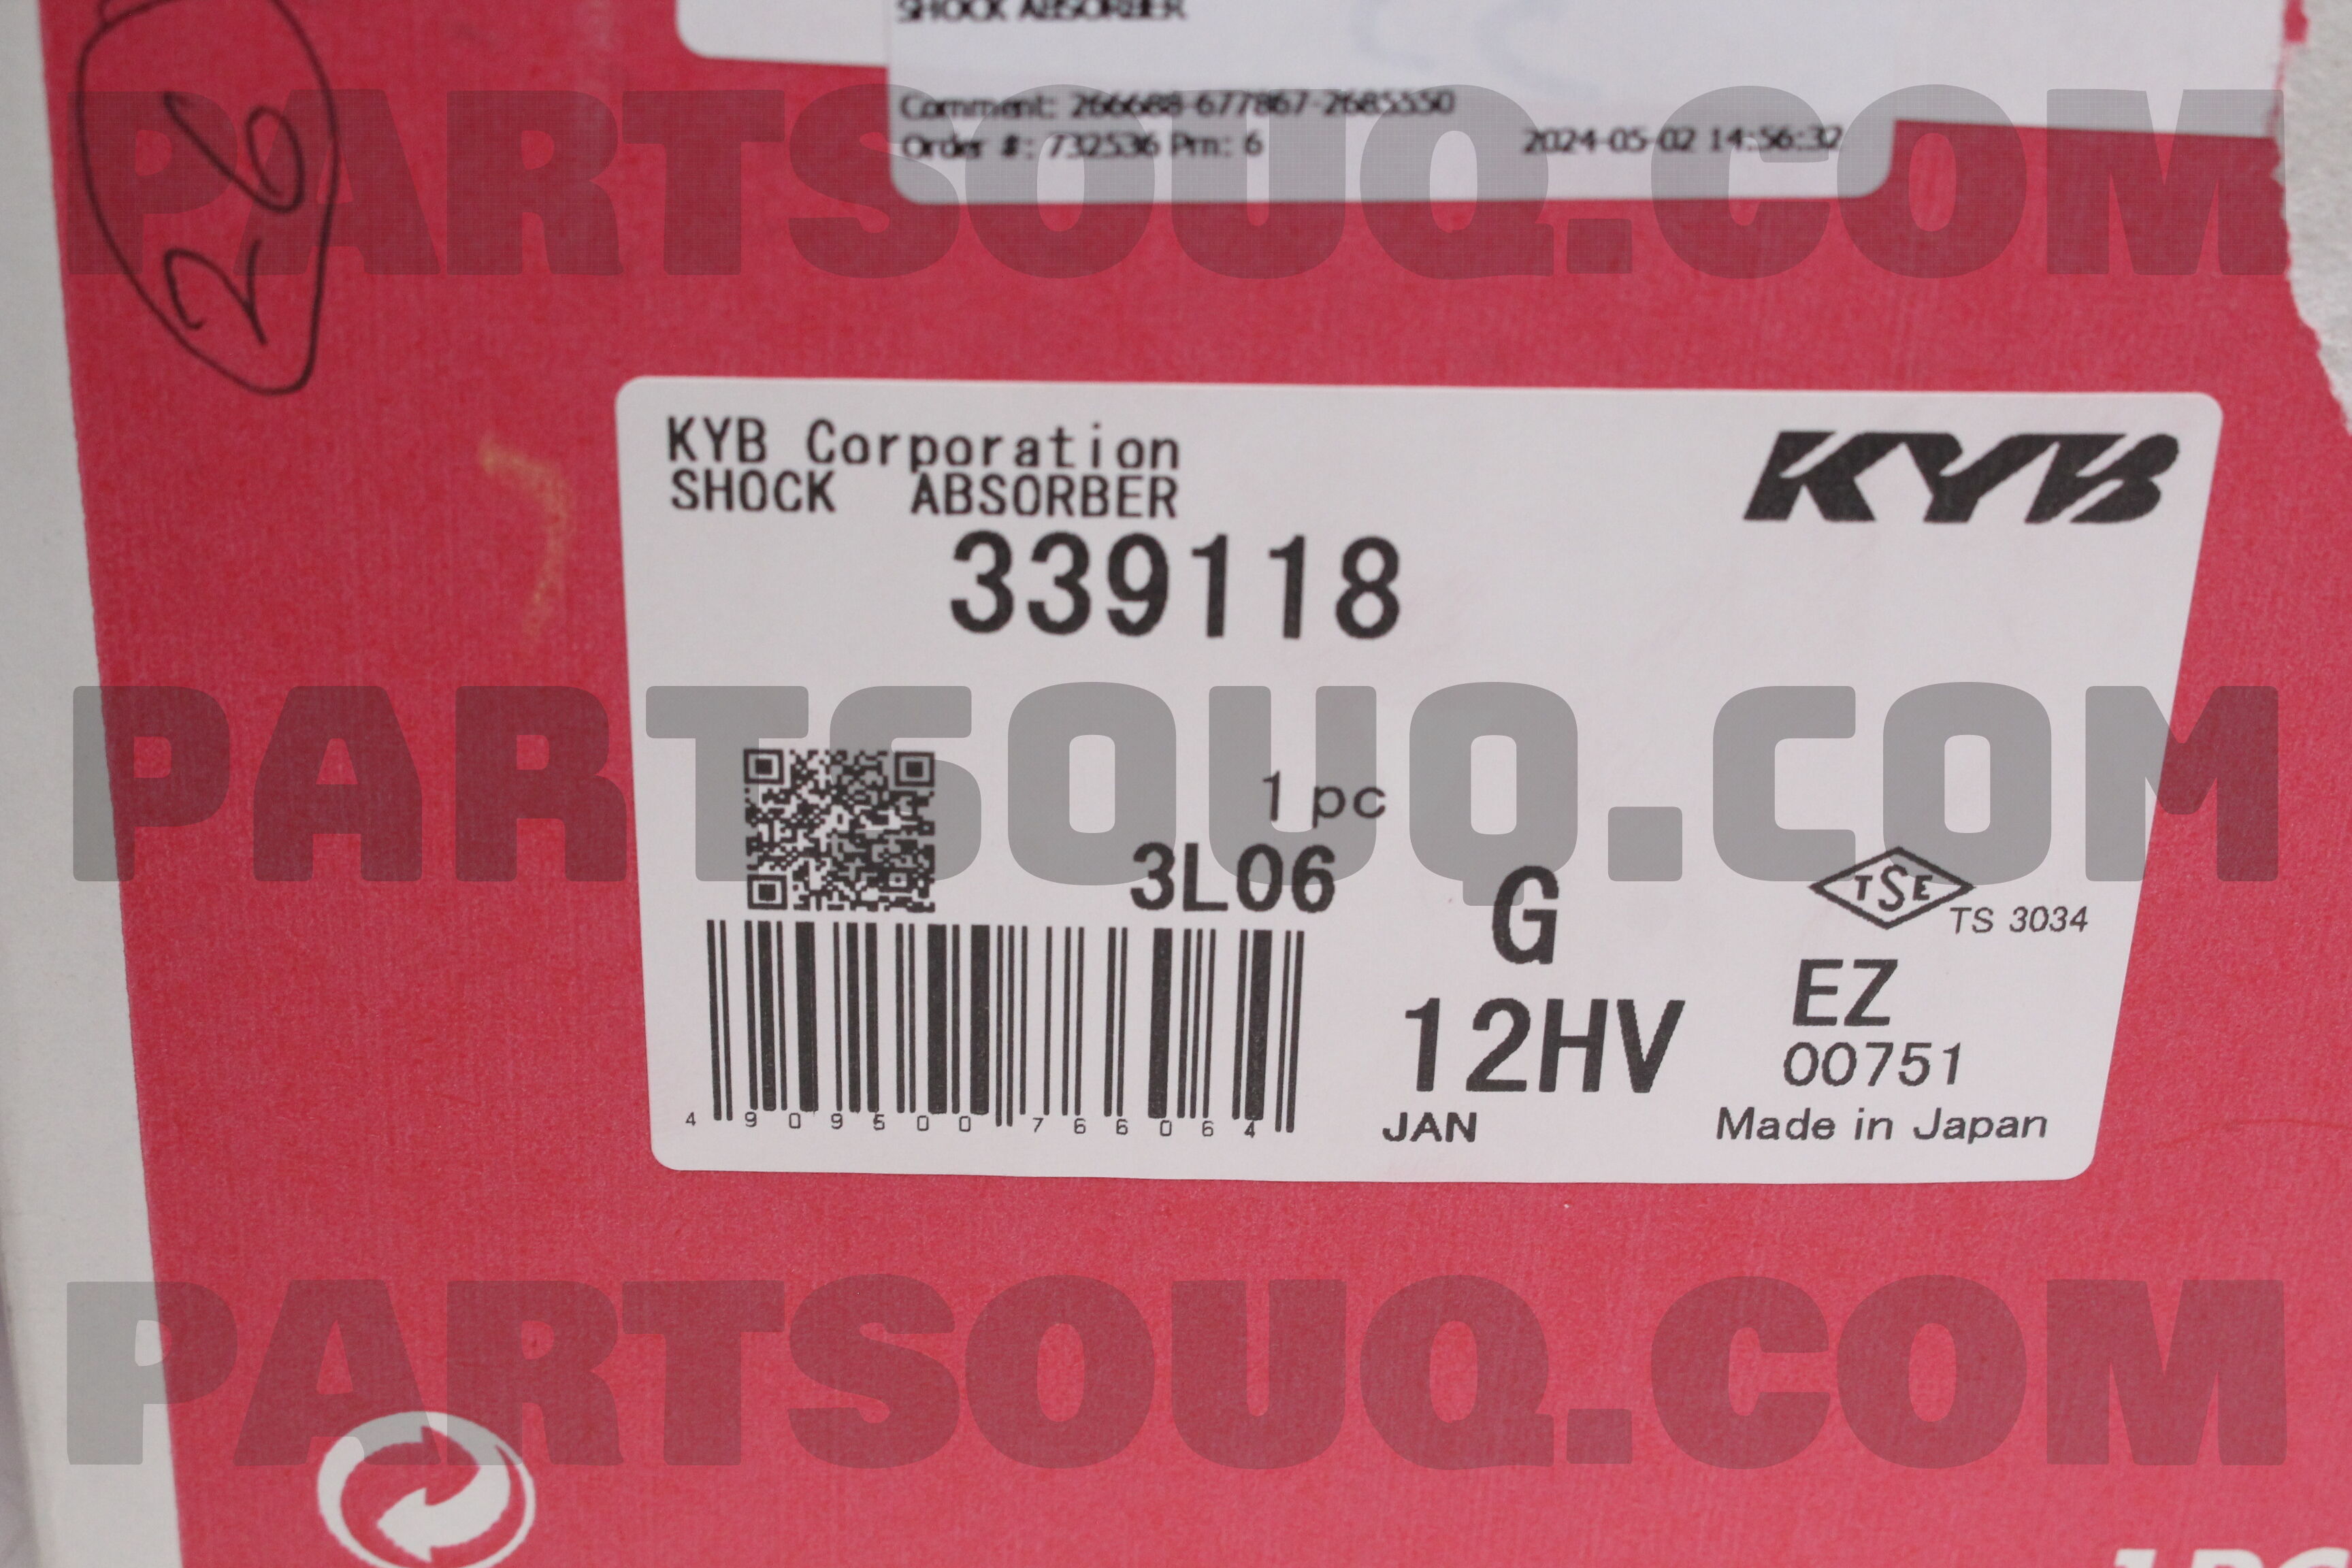 SHOCK ABSORBER
Comment: 266688-677867-2685550
Order #: 732536 Prn: 6
2024-05-02 14:56:32
26
PARTSOUQ.COM
KYB Corporation
KYB
SHOCK ABSORBER
339118
PARTSOUQ.COM
1 pc
3L06
G
TSE
TS 3034
EZ
12HV
00751
4 909500 766064
JAN
Made in Japan
PARTSOUQ.COM